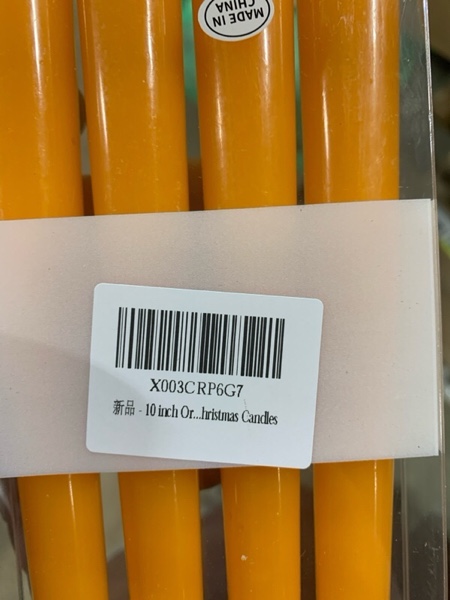 MADE IN
CHINA
X003CRP6G7
新品 - 10 inch Or...hristmas Candles